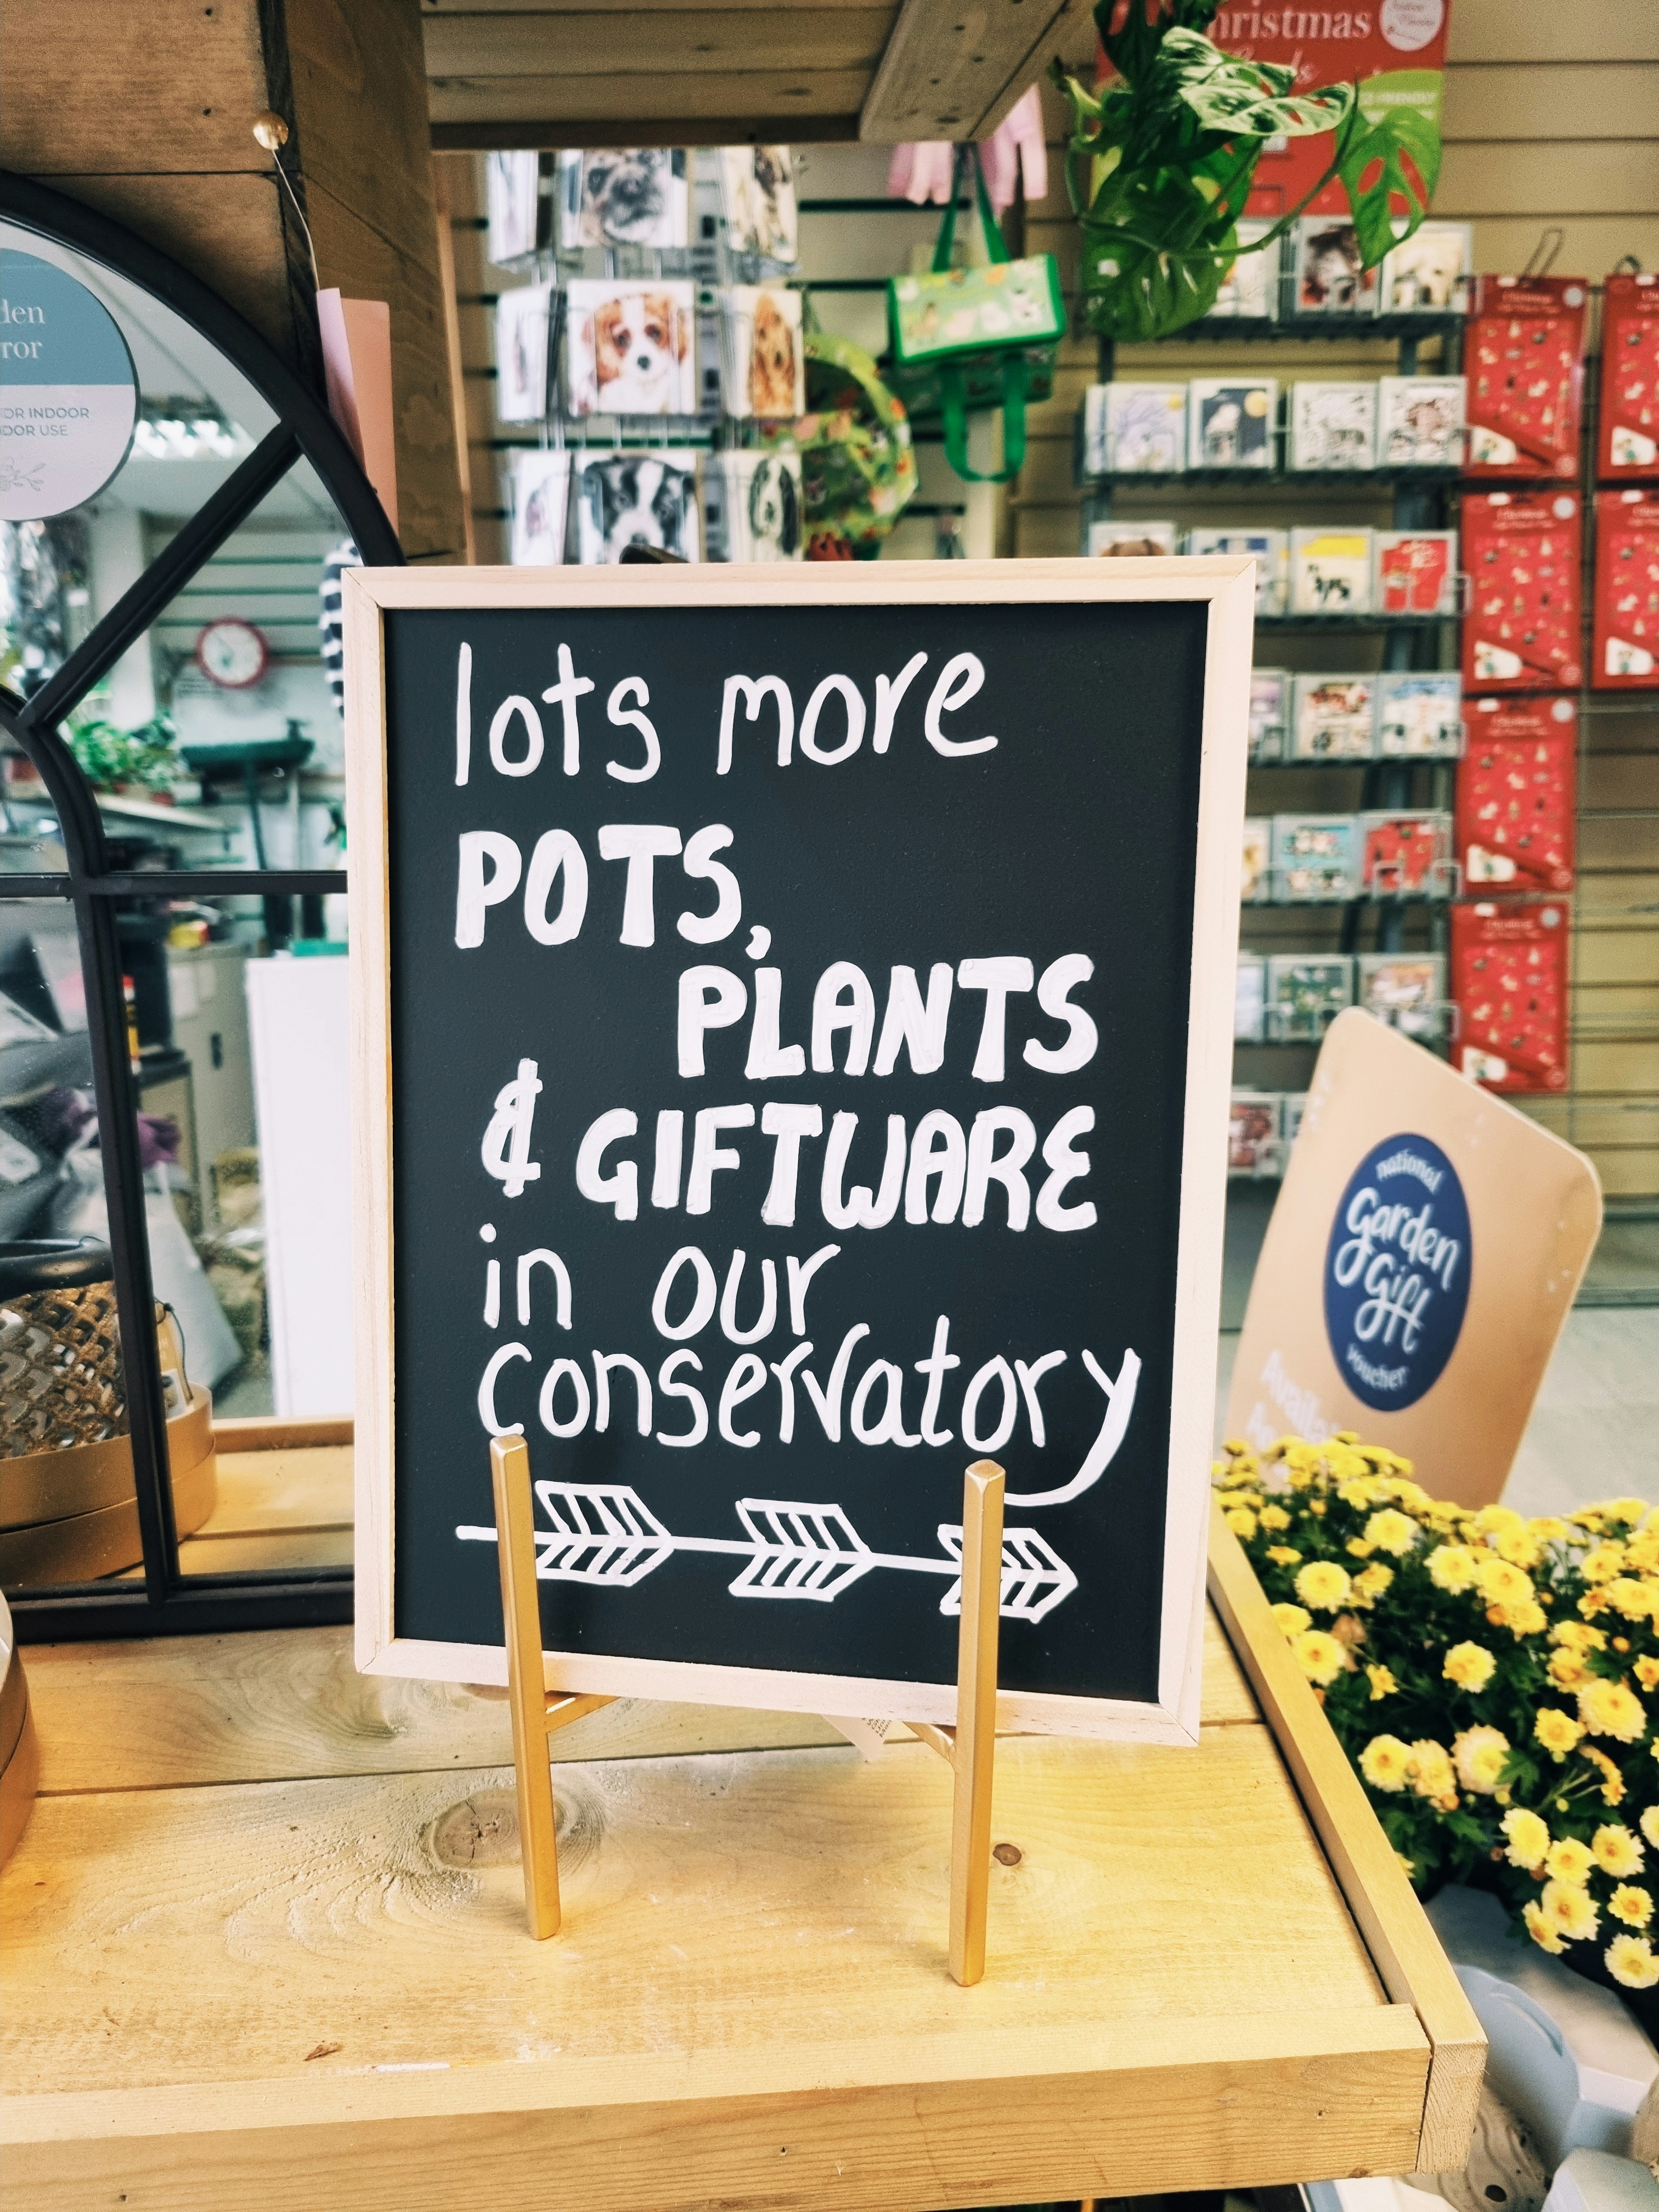 lots more
POTS,
PLANTS
& GIFTWARE
in our
conservatory
national
Garden
Gift
voucher
hristmas
den
ror
OR INDOOR
DOOR USE